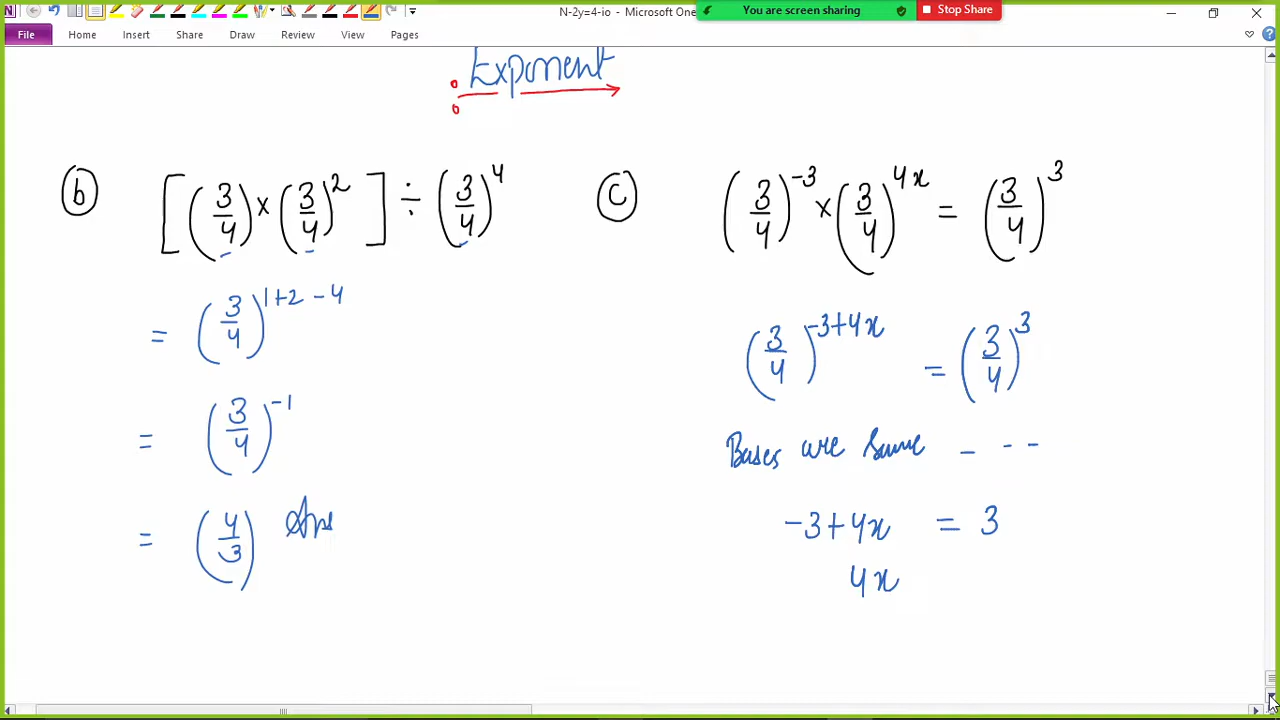 N-2y=4-io - Microsoft One
You are screen sharing
Stop Share
File Home Insert Share Draw Review View Pages
Exponent
(b) [(3/4) × (3/4)^2] ÷ (3/4)^4
= (3/4)^1+2-4
= (3/4)^-1
= (4/3) Ans
(C) (3/4)^-3 × (3/4)^4x = (3/4)^3
(3/4)^-3+4x = (3/4)^3
Bases are same - - -
-3+4x = 3
4x